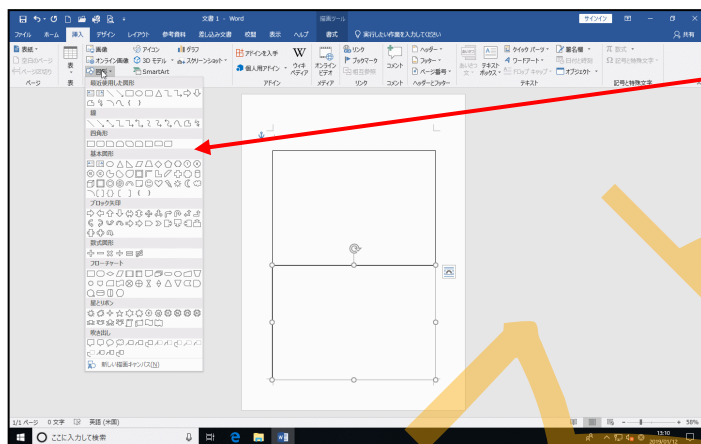 文書 1 - Word
描画ツール
サインイン
ファイル ホーム 挿入 デザイン レイアウト 参考資料 差し込み文書 校閲 表示 ヘルプ 書式 実行したい作業を入力してください 共有
表紙
空白のページ
ページ区切り
ページ
表
表
画像
オンライン画像
図形
アイコン
3D モデル
SmartArt
グラフ
スクリーンショット
アドインを入手
個人用アドイン
アドイン
W
ウィキペディア
オンラインビデオ
メディア
リンク
ブックマーク
相互参照
リンク
コメント
コメント
ヘッダー
フッター
ページ番号
ヘッダーとフッター
あいさつ文
テキストボックス
クイック パーツ
ワードアート
ドロップ キャップ
署名欄
日付と時刻
オブジェクト
テキスト
数式
記号と特殊文字
記号と特殊文字
最近使用した図形
線
四角形
基本図形
ブロック矢印
数式図形
フローチャート
星とリボン
吹き出し
新しい描画キャンバス(N)
1/1 ページ 0 文字 英語 (米国) 58%
ここに入力して検索
13:10
2019/01/12